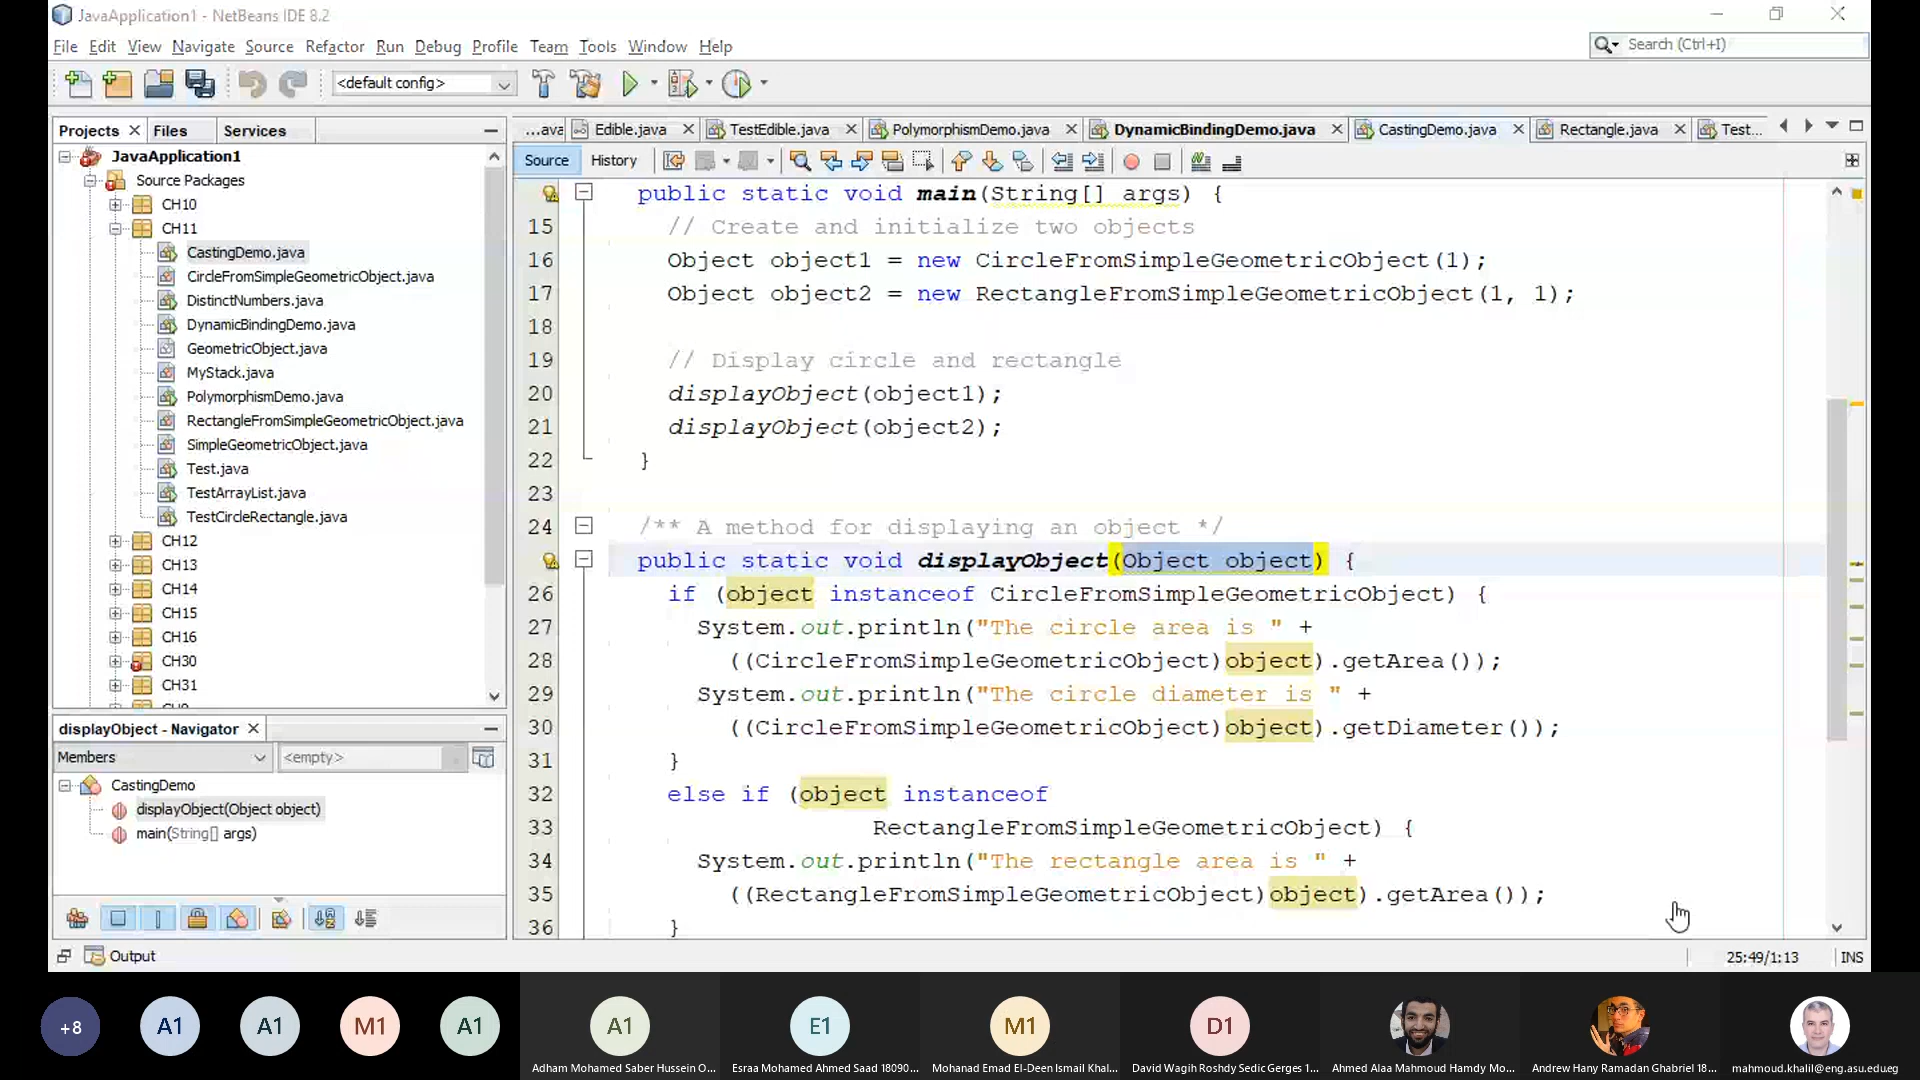 JavaApplication1 - NetBeans IDE 8.2
File Edit View Navigate Source Refactor Run Debug Profile Team Tools Window Help
Search (Ctrl+I)
<default config>
Projects Files Services
...ava Edible.java TestEdible.java PolymorphismDemo.java DynamicBindingDemo.java CastingDemo.java Rectangle.java Test...
Source History
JavaApplication1
Source Packages
CH10
CH11
CastingDemo.java
CircleFromSimpleGeometricObject.java
DistinctNumbers.java
DynamicBindingDemo.java
GeometricObject.java
MyStack.java
PolymorphismDemo.java
RectangleFromSimpleGeometricObject.java
SimpleGeometricObject.java
Test.java
TestArrayList.java
TestCircleRectangle.java
CH12
CH13
CH14
CH15
CH16
CH30
CH31
displayObject - Navigator
Members <empty>
CastingDemo
displayObject(Object object)
main(String[] args)
public static void main(String[] args) {
15 // Create and initialize two objects
16 Object object1 = new CircleFromSimpleGeometricObject(1);
17 Object object2 = new RectangleFromSimpleGeometricObject(1, 1);
18
19 // Display circle and rectangle
20 displayObject(object1);
21 displayObject(object2);
22 }
23
24 /** A method for displaying an object */
public static void displayObject(Object object) {
26 if (object instanceof CircleFromSimpleGeometricObject) {
27 System.out.println("The circle area is " +
28 ((CircleFromSimpleGeometricObject)object).getArea());
29 System.out.println("The circle diameter is " +
30 ((CircleFromSimpleGeometricObject)object).getDiameter());
31 }
32 else if (object instanceof
33 RectangleFromSimpleGeometricObject) {
34 System.out.println("The rectangle area is " +
35 ((RectangleFromSimpleGeometricObject)object).getArea());
36 }
Output
25:49/1:13 INS
+8 A1 A1 M1 A1 A1 E1 M1 D1
Adham Mohamed Saber Hussein O...
Esraa Mohamed Ahmed Saad 18090...
Mohanad Emad El-Deen Ismail Khal...
David Wagih Roshdy Sedic Gerges 1...
Ahmed Alaa Mahmoud Hamdy Mo...
Andrew Hany Ramadan Ghabriel 18...
mahmoud.khalil@eng.asu.edu.eg